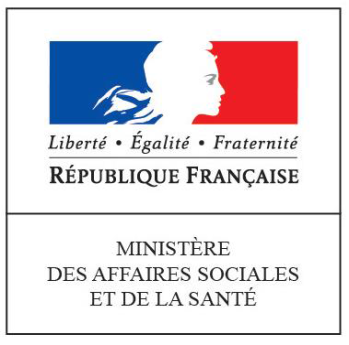 Liberté • Égalité • Fraternité
RÉPUBLIQUE FRANÇAISE
MINISTÈRE
DES AFFAIRES SOCIALES
ET DE LA SANTÉ